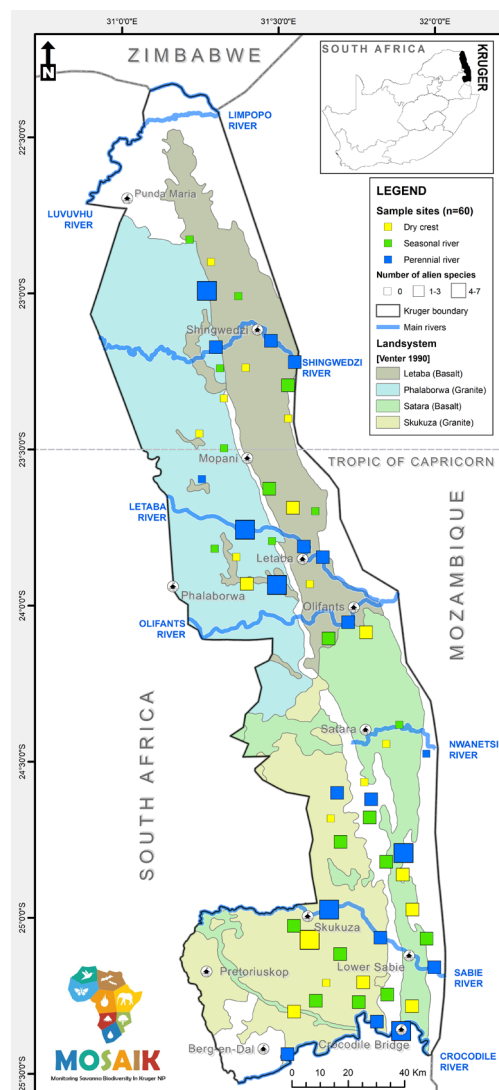 31°0'0"E
31°30'0"E
32°0'0"E
ZIMBABWE
N
SOUTH AFRICA
KRUGER
LIMPOPO
RIVER
22°30'0"S
Punda Maria
LUVUVHU
RIVER
LEGEND
Sample sites (n=60)
Dry crest
Seasonal river
Perennial river
Number of alien species
0
1-3
4-7
Kruger boundary
Main rivers
Landsystem
[Venter 1990]
Letaba (Basalt)
Phalaborwa (Granite)
Satara (Basalt)
Skukuza (Granite)
23°0'0"S
Shingwedzi
SHINGWEDZI
RIVER
23°30'0"S
Mopani
TROPIC OF CAPRICORN
LETABA
RIVER
MOZAMBIQUE
Letaba
Phalaborwa
Olifants
24°0'0"S
OLIFANTS
RIVER
SOUTH AFRICA
Satara
NWANETSI
RIVER
24°30'0"S
25°0'0"S
Skukuza
Pretoriuskop
Lower Sabie
SABIE
RIVER
MOSAIK
Monitoring Savanna Biodiversity In Kruger NP
Berg-en-Dal
Crocodile Bridge
CROCODILE
RIVER
25°30'0"S
0 10 20 40 Km